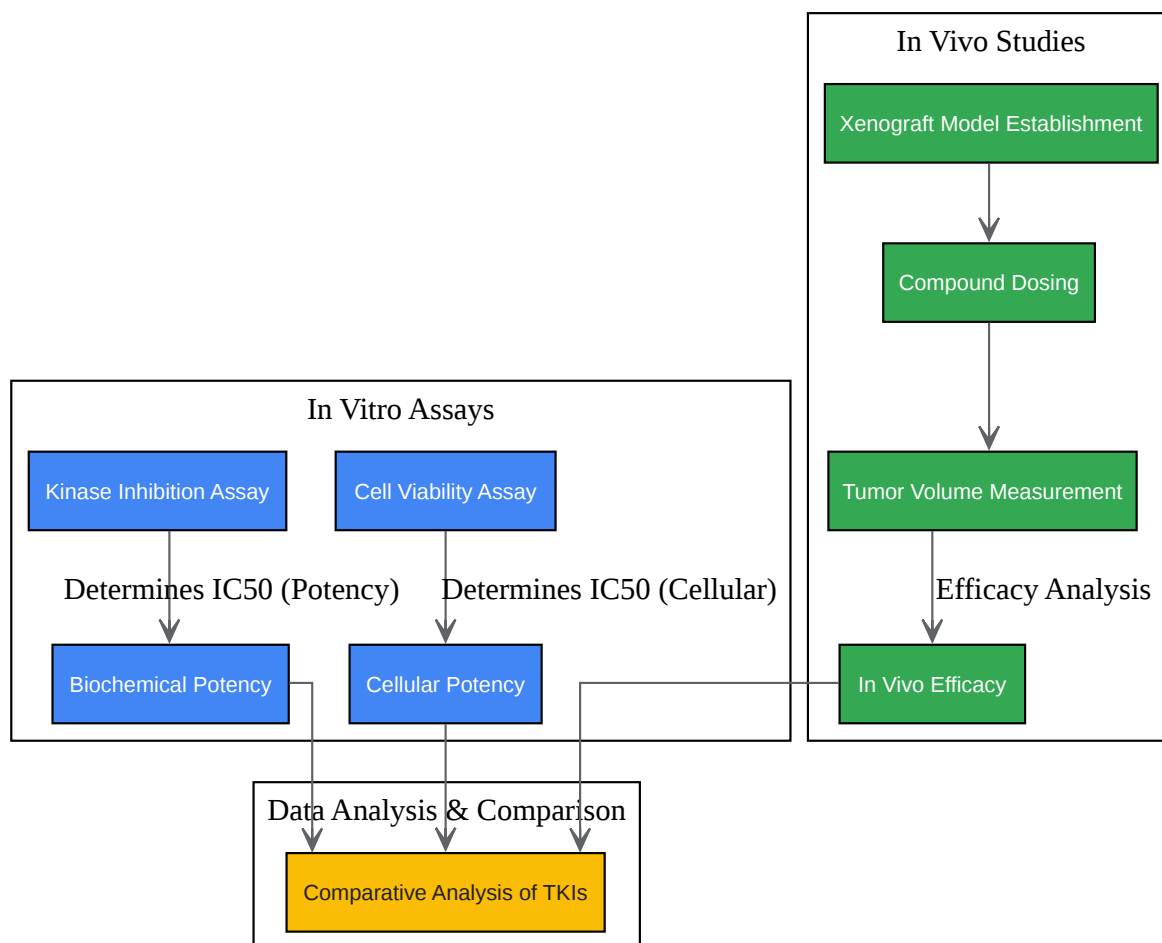 In Vivo Studies
Xenograft Model Establishment
Compound Dosing
In Vitro Assays
Kinase Inhibition Assay
Cell Viability Assay
Tumor Volume Measurement
Determines IC50 (Potency)
Determines IC50 (Cellular)
Efficacy Analysis
Biochemical Potency
Cellular Potency
In Vivo Efficacy
Data Analysis & Comparison
Comparative Analysis of TKIs